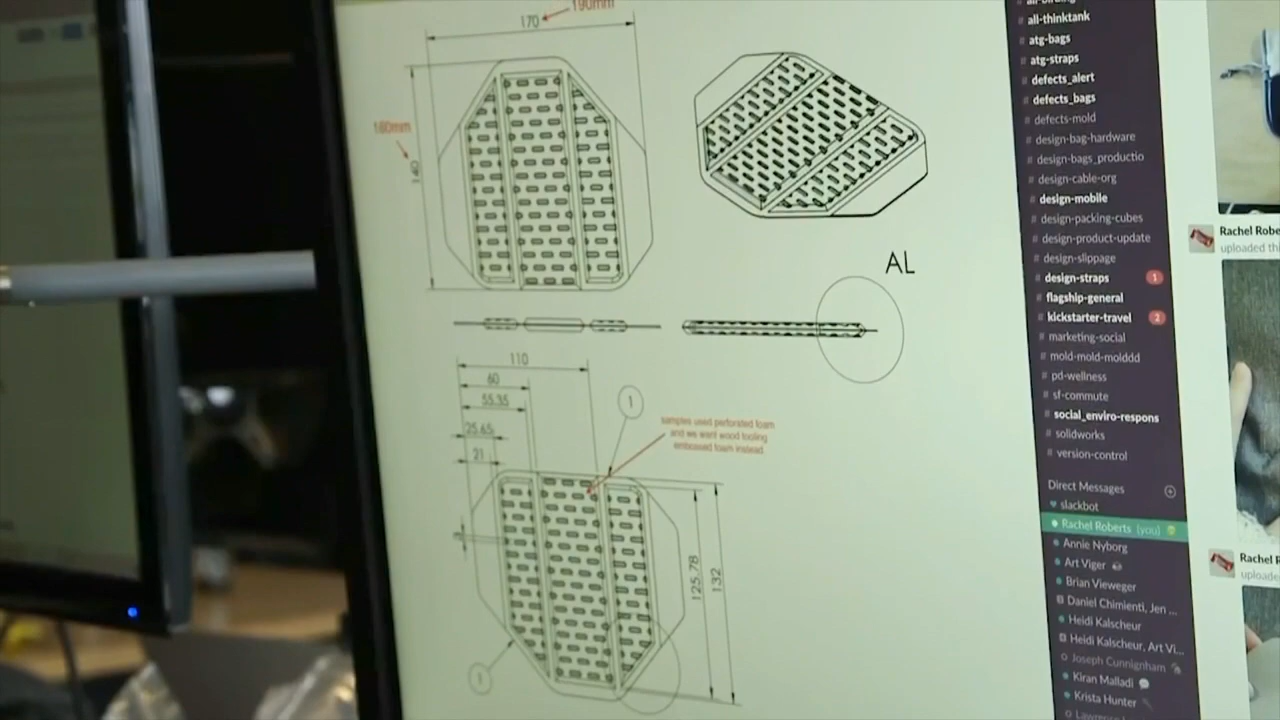 190mm
170
180mm
140
AL
110
60
55.35
25.65
21
1
samples used perforated foam
and we want wood tooling
embossed foam instead
125.78
132
1
# all-thinktank
# atg-bags
# atg-straps
# defects_alert
# defects_bags
# defects-mold
# design-bag-hardware
# design-bags_productio
# design-cable-org
# design-mobile
# design-packing-cubes
# design-product-update
# design-slippage
# design-straps 1
# flagship-general
# kickstarter-travel 2
# marketing-social
# mold-mold-molddd
# pd-wellness
# sf-commute
# social_enviro-respons
# solidworks
# version-control
Direct Messages
slackbot
Rachel Roberts (you)
Annie Nyborg
Art Viger
Brian Vieweger
Daniel Chimienti, Jen ...
Heidi Kalscheur
Heidi Kalscheur, Art Vi...
Joseph Cunnignham
Kiran Malladi
Krista Hunter
Rachel Robe
uploaded thi
Rachel R
uploade